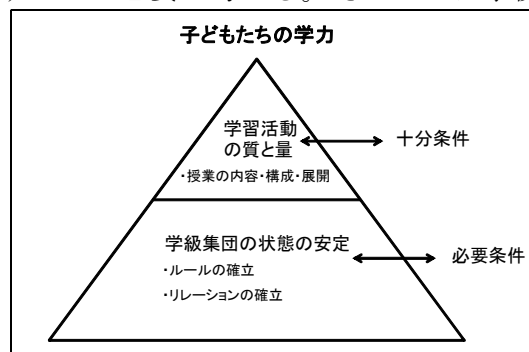 子どもたちの学力
学習活動
の質と量
・授業の内容・構成・展開
十分条件
学級集団の状態の安定
・ルールの確立
・リレーションの確立
必要条件